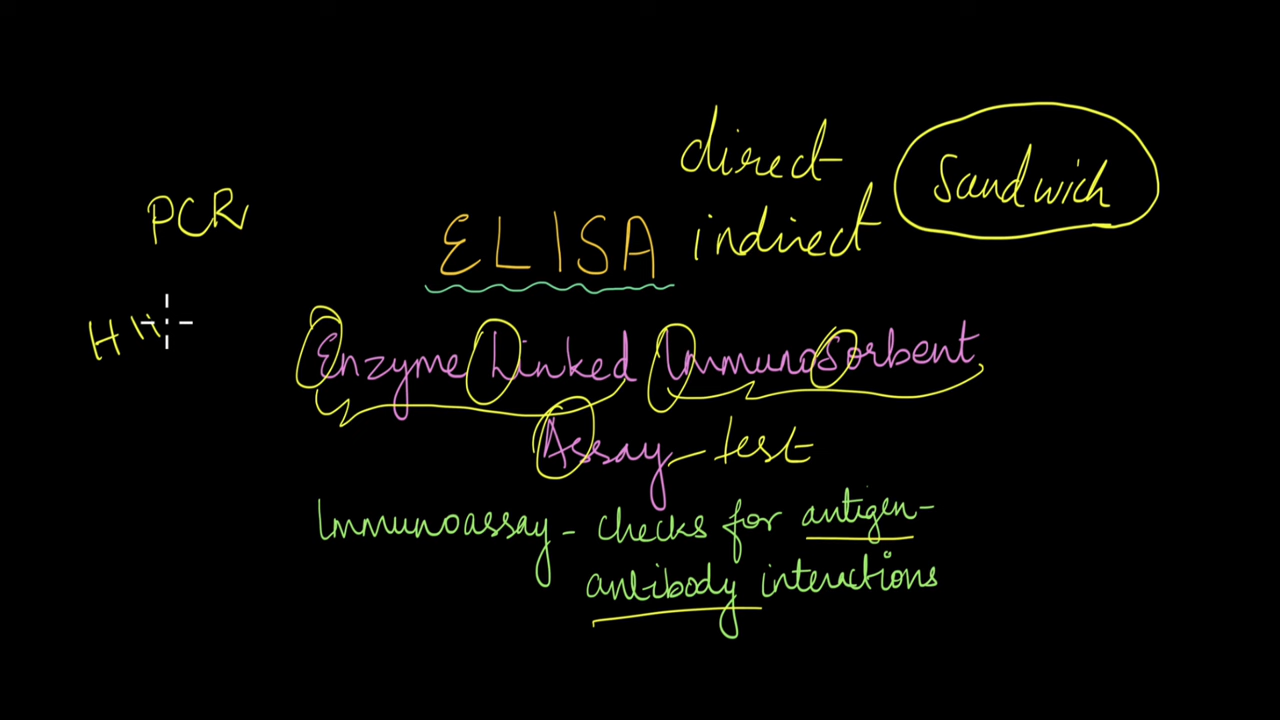 direct
Sandwich
PCR
ELISA
indirect
Enzyme Linked Immunosorbent
Assay - test
Immunoassay - checks for antigen-
antibody interactions